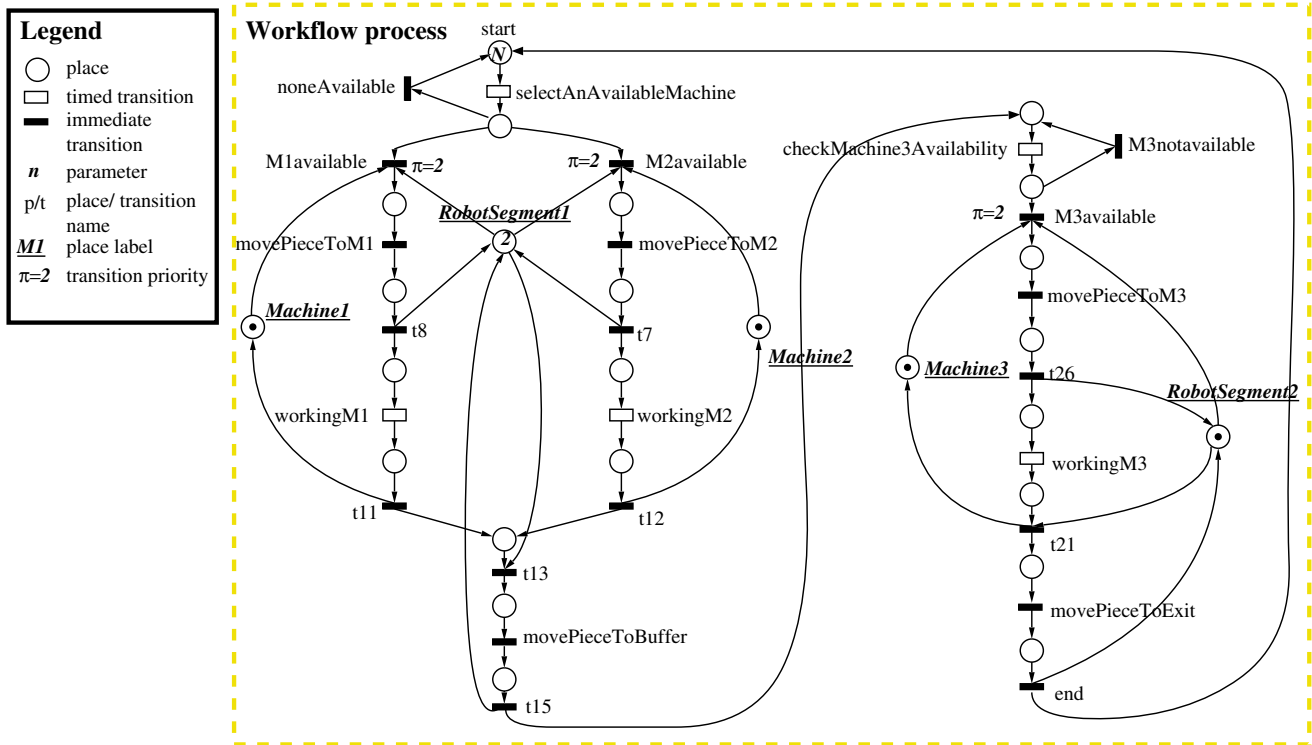 Legend
place
timed transition
immediate
transition
n parameter
p/t place/ transition
name
M1 place label
π=2 transition priority
Workflow process
start
N
noneAvailable
selectAnAvailableMachine
M1available
π=2
π=2
M2available
RobotSegment1
2
movePieceToM1
movePieceToM2
Machine1
t8
t7
Machine2
workingM1
workingM2
t11
t12
t13
movePieceToBuffer
t15
checkMachine3Availability
M3notavailable
π=2
M3available
movePieceToM3
Machine3
t26
RobotSegment2
workingM3
t21
movePieceToExit
end